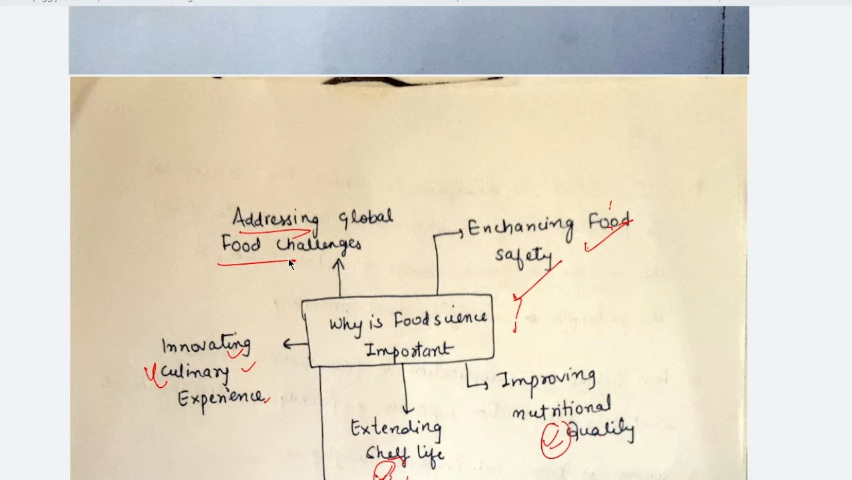 Addressing global
Food challenges
Enchancing Food
safety
Why is Food science
Important
Innovating
Culinary
Experience
Improving
nutritional
Quality
Extending
Shelf life